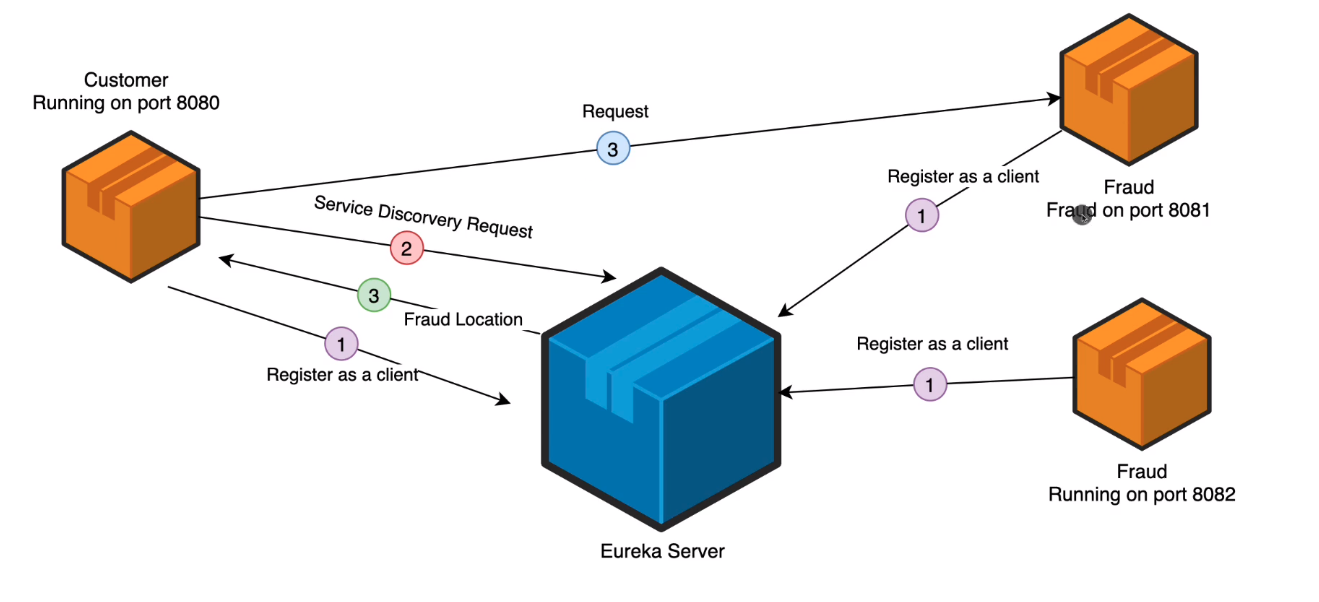 Customer
Running on port 8080
Request
3
Register as a client
1
Fraud
Fraud on port 8081
Service Discorvery Request
2
3
Fraud Location
1
Register as a client
Register as a client
1
Fraud
Running on port 8082
Eureka Server